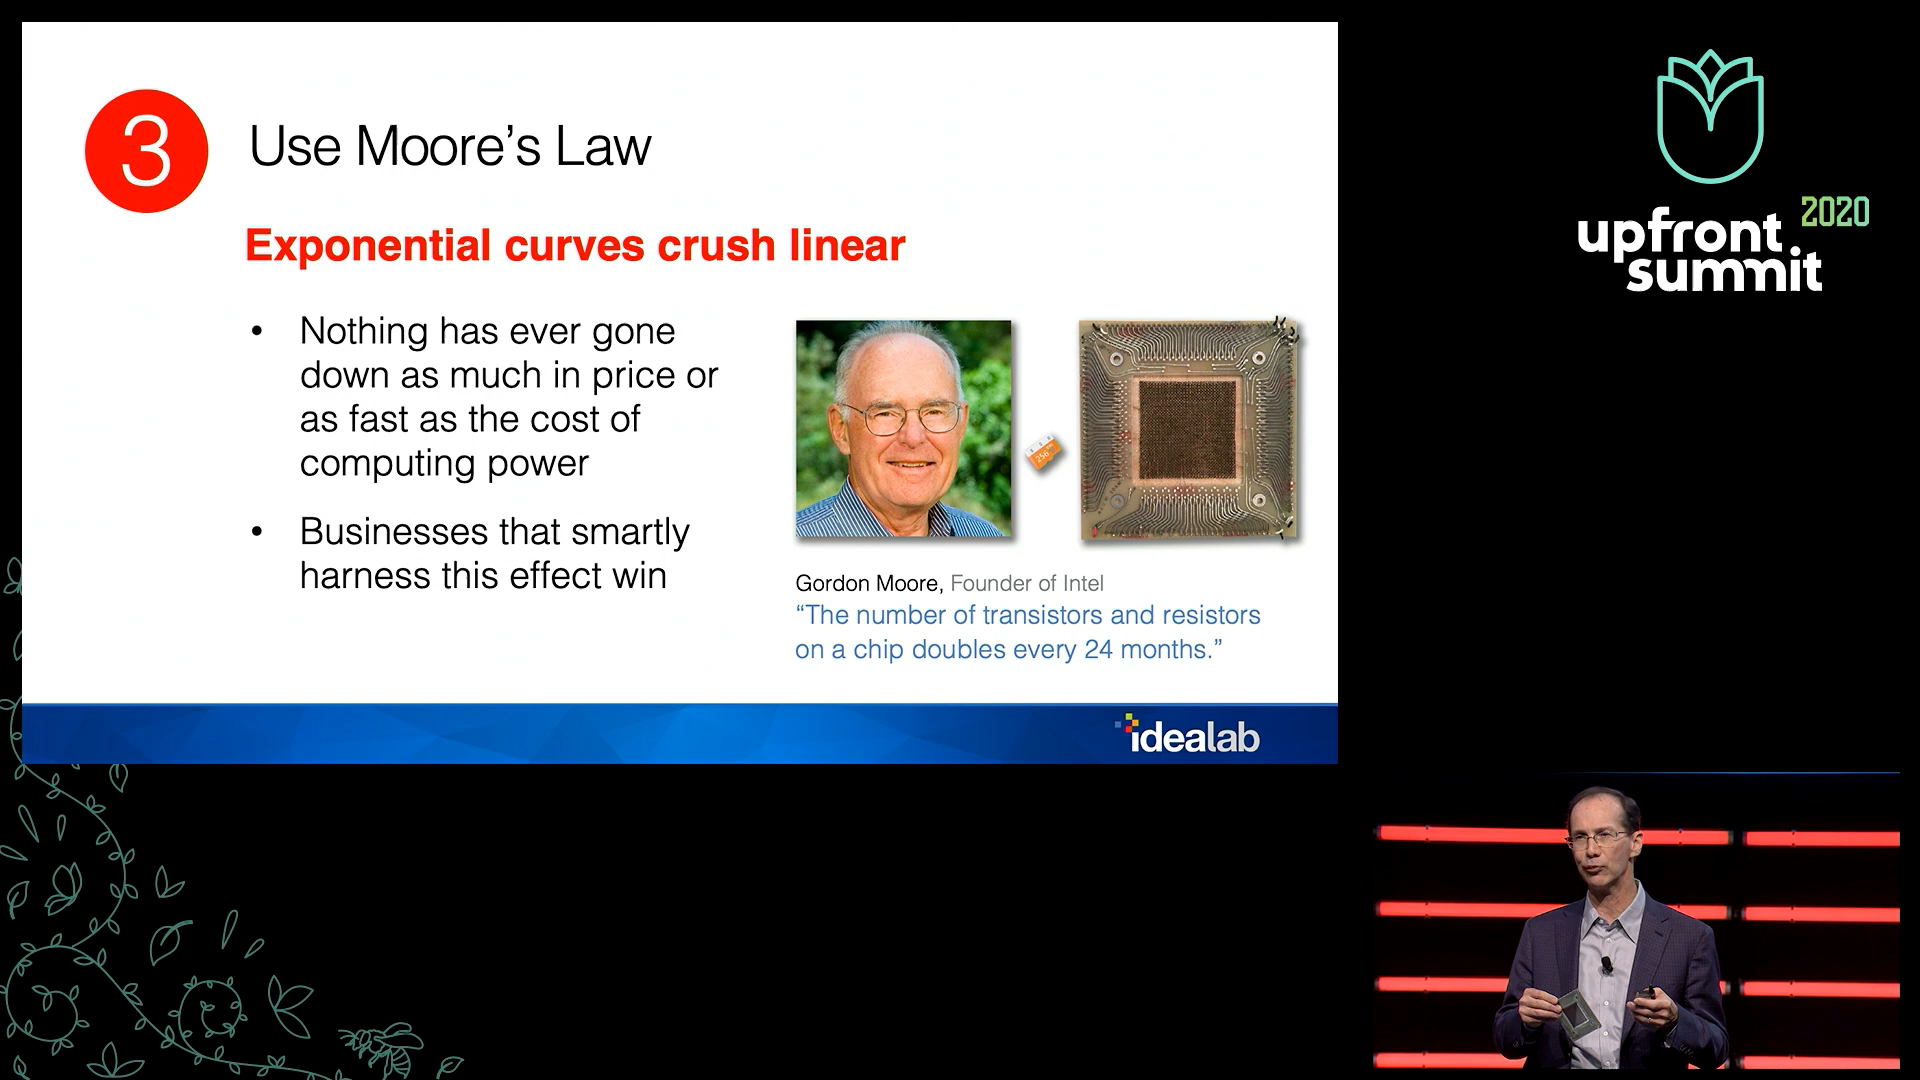 3
Use Moore’s Law
Exponential curves crush linear
• Nothing has ever gone
down as much in price or
as fast as the cost of
computing power
• Businesses that smartly
harness this effect win
256
Gordon Moore, Founder of Intel
“The number of transistors and resistors
on a chip doubles every 24 months.”
idealab
upfront 2020
summit